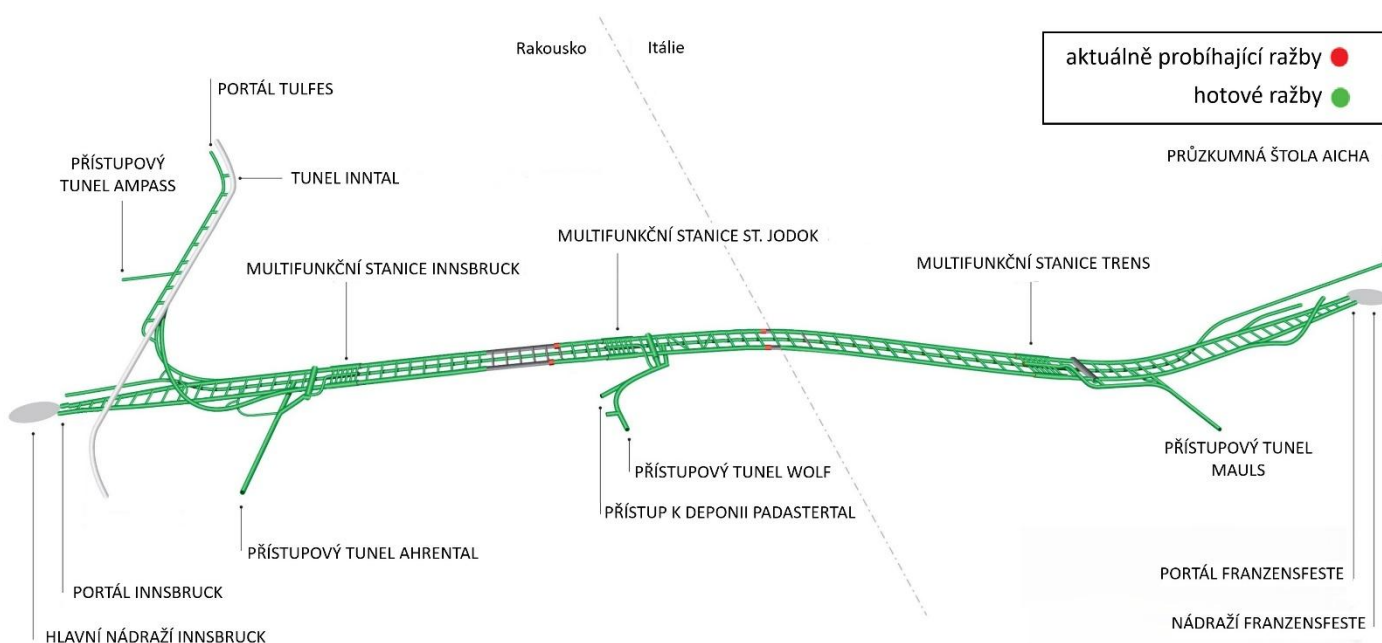 Rakousko
Itálie
aktuálně probíhající ražby
hotové ražby
PORTÁL TULFES
PŘÍSTUPOVÝ
TUNEL AMPASS
TUNEL INNTAL
PRŮZKUMNÁ ŠTOLA AICHA
MULTIFUNKČNÍ STANICE ST. JODOK
MULTIFUNKČNÍ STANICE INNSBRUCK
MULTIFUNKČNÍ STANICE TRENS
PŘÍSTUPOVÝ TUNEL
MAULS
PŘÍSTUPOVÝ TUNEL WOLF
PŘÍSTUP K DEPONII PADASTERTAL
PŘÍSTUPOVÝ TUNEL AHRENTAL
PORTÁL FRANZENSFESTE
PORTÁL INNSBRUCK
NÁDRAŽÍ FRANZENSFESTE
HLAVNÍ NÁDRAŽÍ INNSBRUCK